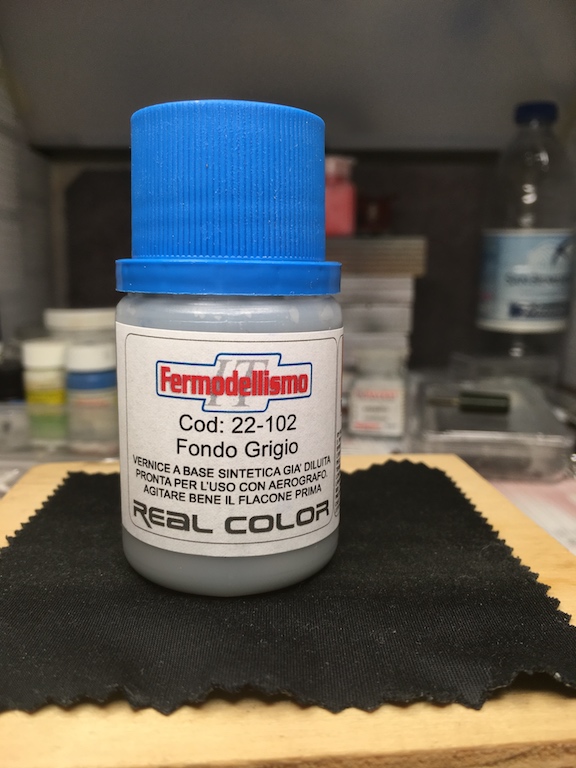 IT
Fermodellismo
Cod: 22-102
Fondo Grigio
VERNICE A BASE SINTETICA GIA' DILUITA
PRONTA PER L'USO CON AEROGRAFO.
AGITARE BENE IL FLACONE PRIMA
REAL COLOR